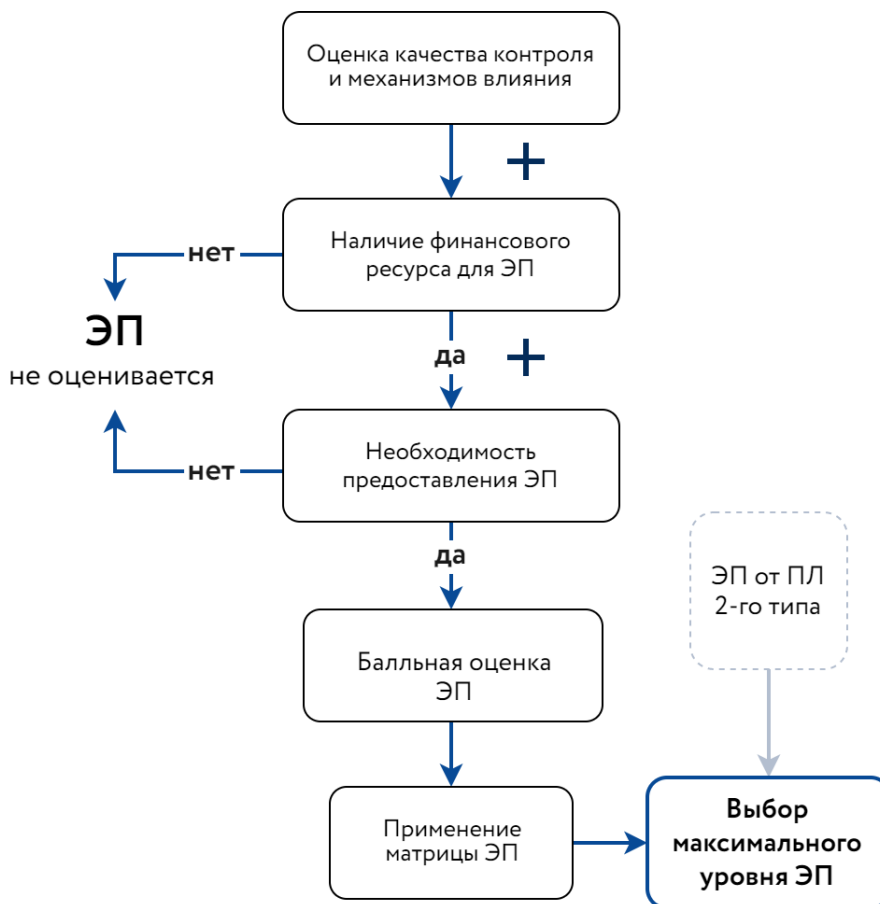 Оценка качества контроля
и механизмов влияния
+
Наличие финансового
ресурса для ЭП
нет
ЭП
не оценивается
да
+
Необходимость
предоставления ЭП
нет
да
ЭП от ПЛ
2-го типа
Балльная оценка
ЭП
Применение
матрицы ЭП
Выбор
максимального
уровня ЭП